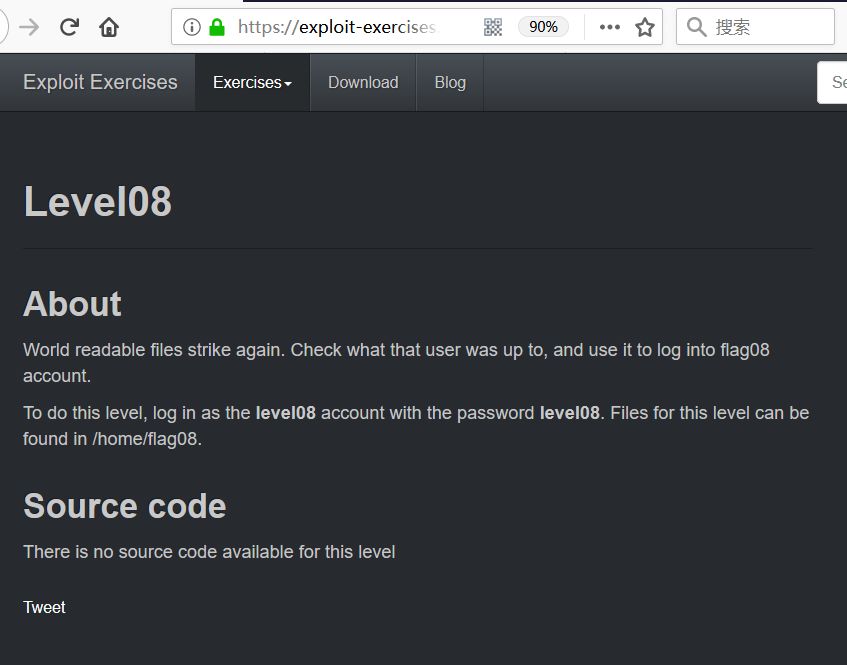 https://exploit-exercises
90%
搜索
Exploit Exercises
Exercises
Download
Blog
Se
Level08
About
World readable files strike again. Check what that user was up to, and use it to log into flag08
account.
To do this level, log in as the level08 account with the password level08. Files for this level can be
found in /home/flag08.
Source code
There is no source code available for this level
Tweet